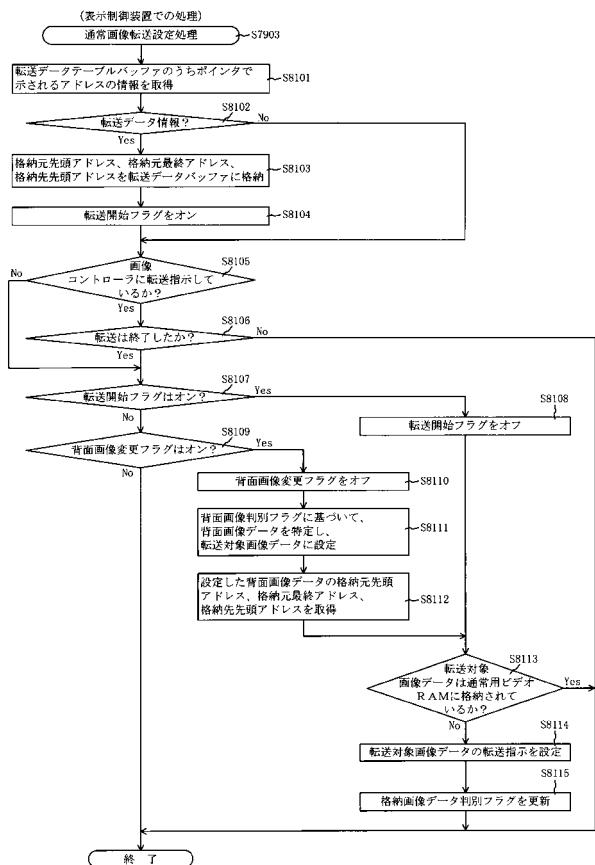 (表示制御装置での処理)
通常画像転送設定処理
S7903
転送データテーブルバッファのうちポインタで
示されるアドレスの情報を取得
S8101
S8102
転送データ情報?
No
Yes
格納元先頭アドレス、格納元最終アドレス、
格納先先頭アドレスを転送データバッファに格納
S8103
転送開始フラグをオン
S8104
S8105
画像
コントローラに転送指示して
いるか?
No
Yes
S8106
転送は終了したか?
No
Yes
S8107
転送開始フラグはオン?
Yes
No
S8108
転送開始フラグをオフ
S8109
背面画像変更フラグはオン?
Yes
No
背面画像変更フラグをオフ
S8110
背面画像判別フラグに基づいて、
背面画像データを特定し、
転送対象画像データに設定
S8111
設定した背面画像データの格納元先頭
アドレス、格納元最終アドレス、
格納先先頭アドレスを取得
S8112
S8113
転送対象
画像データは通常用ビデオ
RAMに格納されて
いるか?
Yes
No
S8114
転送対象画像データの転送指示を設定
S8115
格納画像データ判別フラグを更新
終 了